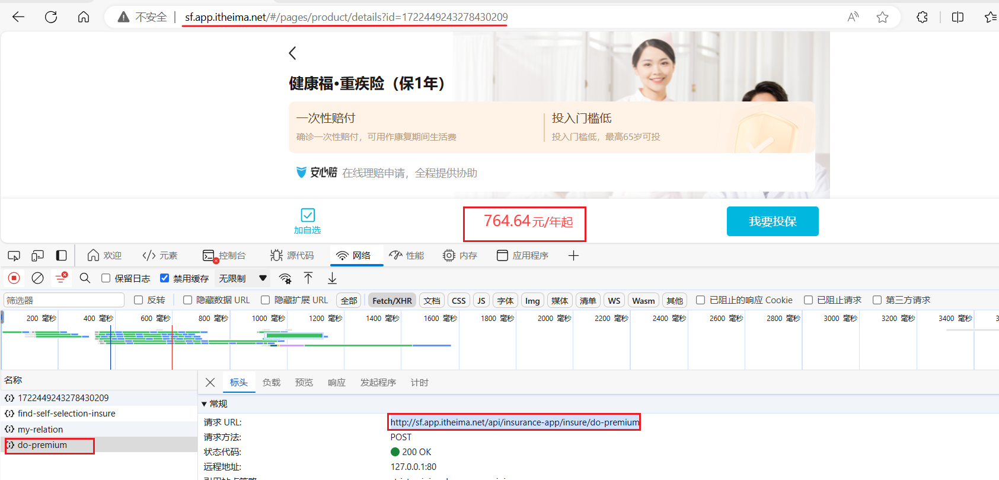 不安全 sf.app.itheima.net/#/pages/product/details?id=1722449243278430209
健康福·重疾险（保1年）
一次性赔付 投入门槛低
确诊一次性赔付，可用作康复期间生活费 投入门槛低，最高65岁可投
安心赔 在线理赔申请，全程提供协助
764.64元/年起 我要投保
加自选
欢迎 元素 控制台 源代码 网络 性能 内存 应用程序
保留日志 禁用缓存 无限制
筛选器 反转 隐藏数据 URL 隐藏扩展 URL 全部 Fetch/XHR 文档 CSS JS 字体 Img 媒体 清单 WS Wasm 其他 已阻止的响应 Cookie 已阻止请求 第三方请求
200 毫秒 400 毫秒 600 毫秒 800 毫秒 1000 毫秒 1200 毫秒 1400 毫秒 1600 毫秒 1800 毫秒 2000 毫秒 2200 毫秒 2400 毫秒 2600 毫秒 2800 毫秒 3000 毫秒 3200 毫秒 3400 毫秒
名称 标头 负载 预览 响应 发起程序 计时
1722449243278430209 常规
find-self-selection-insure
my-relation
do-premium
请求 URL: http://sf.app.itheima.net/api/insurance-app/insure/do-premium
请求方法: POST
状态代码: 200 OK
远程地址: 127.0.0.1:80